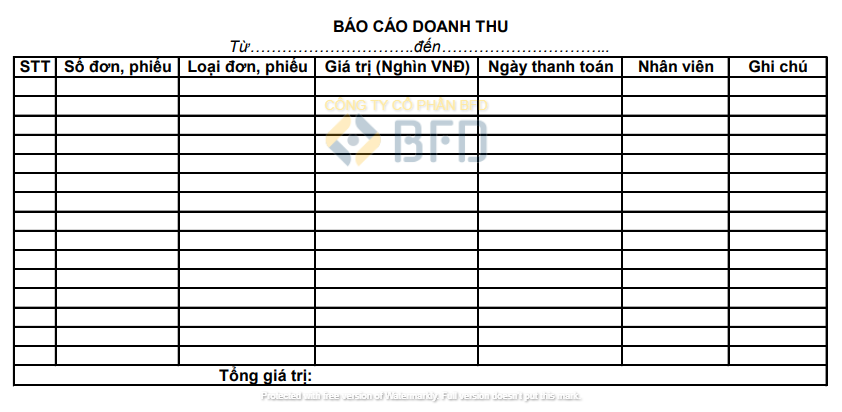 BÁO CÁO DOANH THU
Từ………………………….đến…………………………...
STT Số đơn, phiếu Loại đơn, phiếu Giá trị (Nghìn VNĐ) Ngày thanh toán Nhân viên Ghi chú
CÔNG TY CỔ PHẦN BFD
BFD
Tổng giá trị:
Protected with free version of Watermarkly. Full version doesn't put this mark.